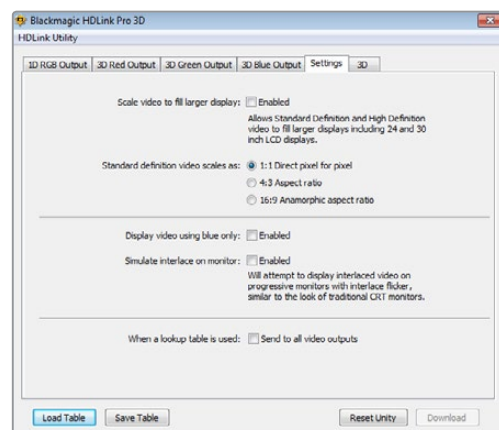 Blackmagic HDLink Pro 3D
HDLink Utility
1D RGB Output 3D Red Output 3D Green Output 3D Blue Output Settings 3D
Scale video to fill larger display: Enabled
Allows Standard Definition and High Definition
video to fill larger displays including 24 and 30
inch LCD displays.
Standard definition video scales as: 1:1 Direct pixel for pixel
4:3 Aspect ratio
16:9 Anamorphic aspect ratio
Display video using blue only: Enabled
Simulate interlace on monitor: Enabled
Will attempt to display interlaced video on
progressive monitors with interlace flicker,
similar to the look of traditional CRT monitors.
When a lookup table is used: Send to all video outputs
Load Table Save Table Reset Unity Download